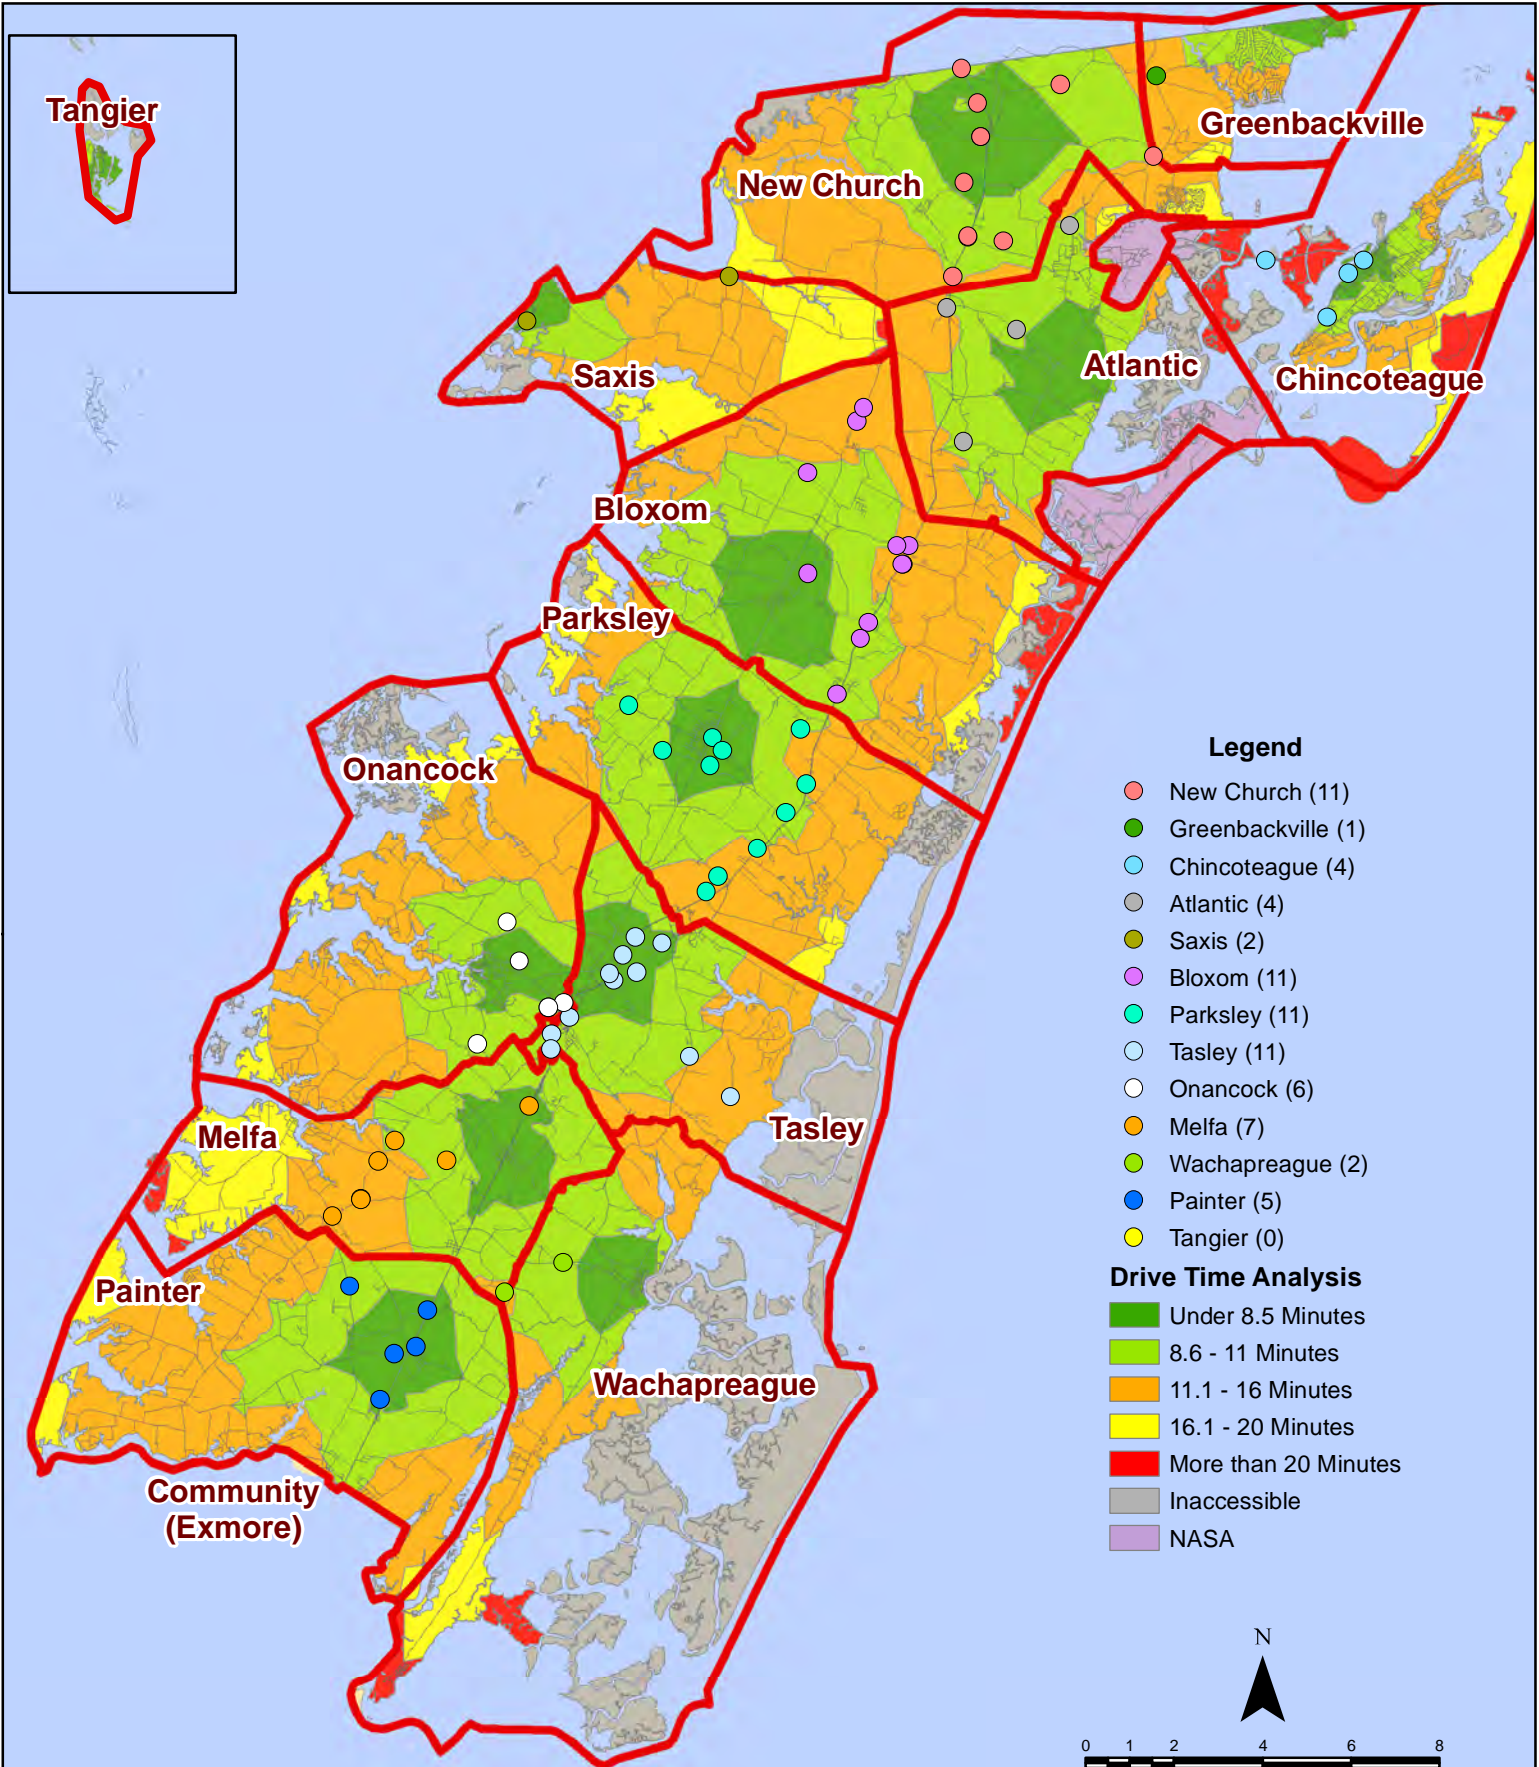 Tangier
Greenbackville
New Church
Atlantic
Chincoteague
Saxis
Bloxom
Parksley
Onancock
Tasley
Melfa
Painter
Wachapreague
Community
(Exmore)
Legend
New Church (11)
Greenbackville (1)
Chincoteague (4)
Atlantic (4)
Saxis (2)
Bloxom (11)
Parksley (11)
Tasley (11)
Onancock (6)
Melfa (7)
Wachapreague (2)
Painter (5)
Tangier (0)
Drive Time Analysis
Under 8.5 Minutes
8.6 - 11 Minutes
11.1 - 16 Minutes
16.1 - 20 Minutes
More than 20 Minutes
Inaccessible
NASA
N
0 1 2 4 6 8